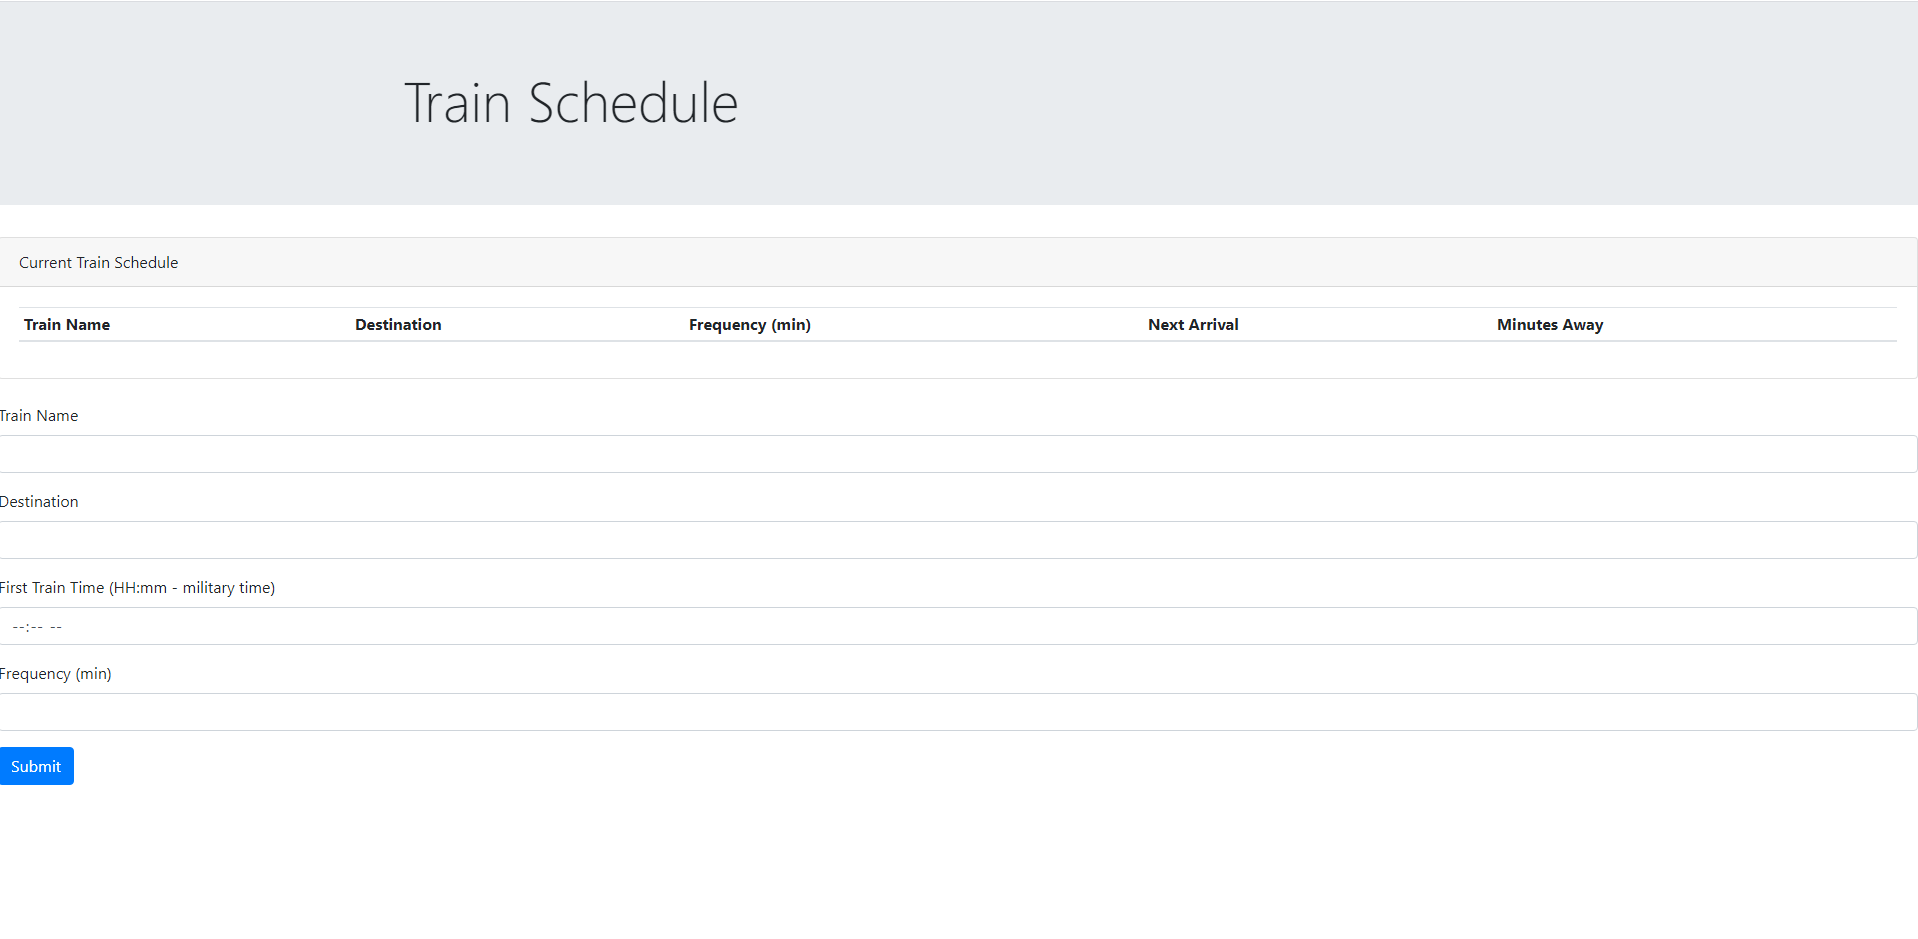 Train Schedule
Current Train Schedule
Train Name Destination Frequency (min) Next Arrival Minutes Away
Train Name
Destination
First Train Time (HH:mm - military time)
--:-- --
Frequency (min)
Submit